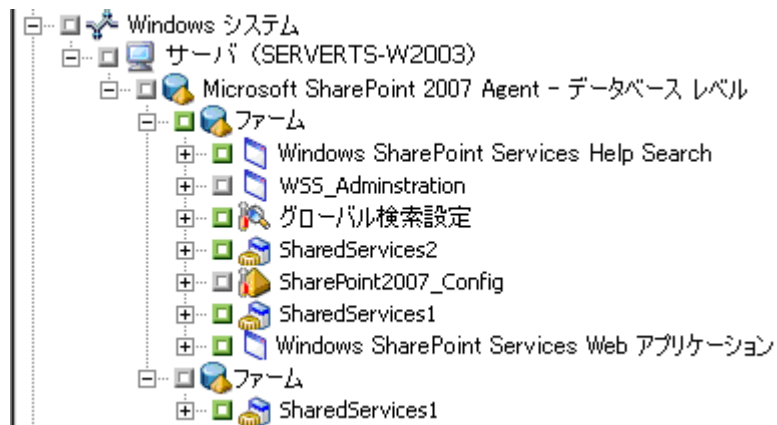 Windows システム
サーバ (SERVERTS-W2003)
Microsoft SharePoint 2007 Agent - データベース レベル
ファーム
Windows SharePoint Services Help Search
WSS_Adminstration
グローバル検索設定
SharedServices2
SharePoint2007_Config
SharedServices1
Windows SharePoint Services Web アプリケーション
ファーム
SharedServices1